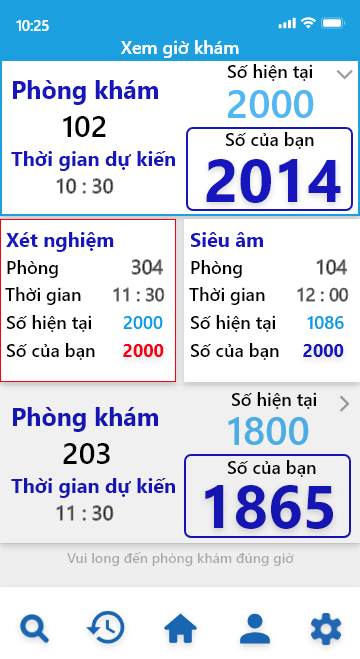 10:25
Xem giờ khám
Phòng khám
102
Thời gian dự kiến
10 : 30
Số hiện tại
2000
Số của bạn
2014
Xét nghiệm
Phòng 304
Thời gian 11 : 30
Số hiện tại 2000
Số của bạn 2000
Siêu âm
Phòng 104
Thời gian 12 : 00
Số hiện tại 1086
Số của bạn 2000
Phòng khám
203
Thời gian dự kiến
11 : 30
Số hiện tại
1800
Số của bạn
1865
Vui long đến phòng khám đúng giờ